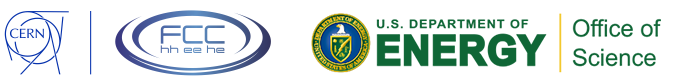 CERN
FCC
hh ee he
U.S. DEPARTMENT OF
ENERGY
Office of
Science